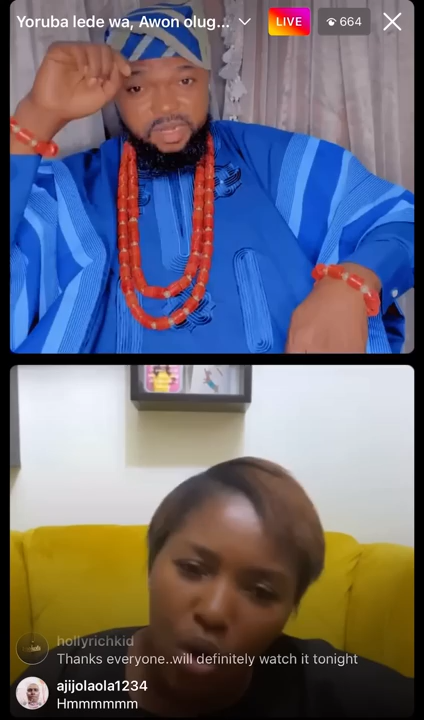 Yoruba lede wa, Awon olug...
LIVE
664
hollyrichkid
Thanks everyone..will definitely watch it tonight
ajijolaola1234
Hmmmmmm